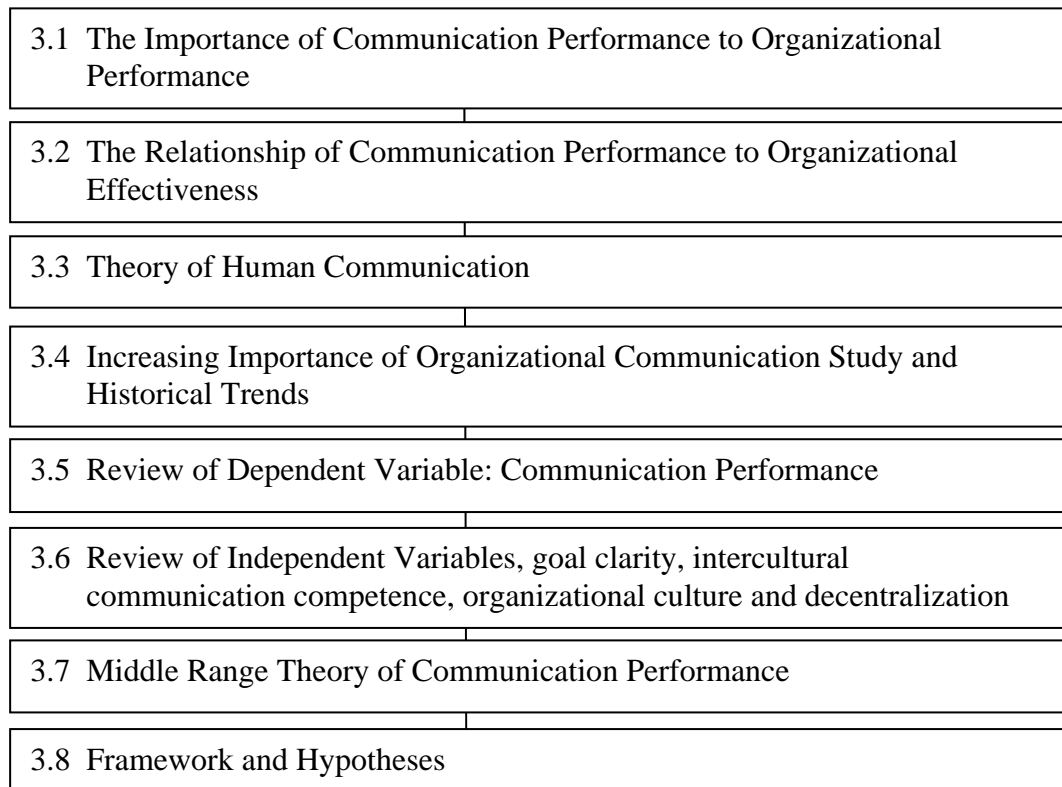 3.1 The Importance of Communication Performance to Organizational
Performance
3.2 The Relationship of Communication Performance to Organizational
Effectiveness
3.3 Theory of Human Communication
3.4 Increasing Importance of Organizational Communication Study and
Historical Trends
3.5 Review of Dependent Variable: Communication Performance
3.6 Review of Independent Variables, goal clarity, intercultural
communication competence, organizational culture and decentralization
3.7 Middle Range Theory of Communication Performance
3.8 Framework and Hypotheses